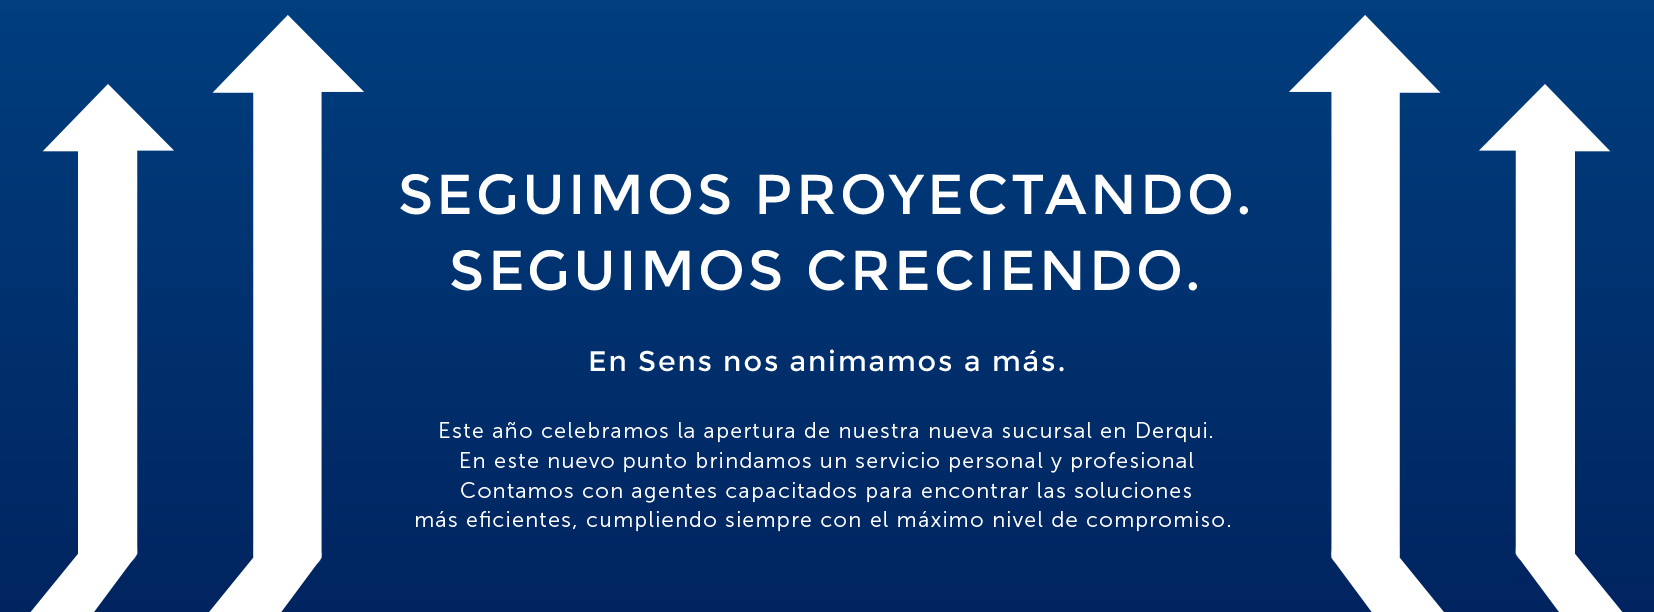 SEGUIMOS PROYECTANDO.
SEGUIMOS CRECIENDO.
En Sens nos animamos a más.
Este año celebramos la apertura de nuestra nueva sucursal en Derqui.
En este nuevo punto brindamos un servicio personal y profesional
Contamos con agentes capacitados para encontrar las soluciones
más eficientes, cumpliendo siempre con el máximo nivel de compromiso.